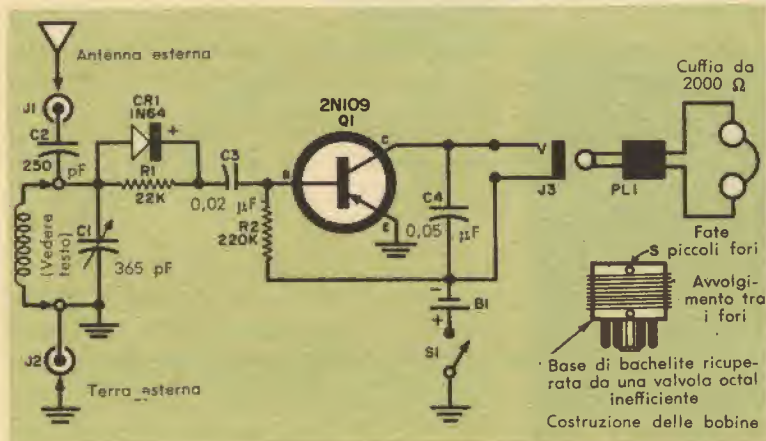 Antenna esterna
J1
C2
250 pF
CR1
1N64
+
R1
22K
C3
0,02 µF
2N109
Q1
B
C
E
R2
220K
C4
0,05 µF
(Vedere testo)
C1
365 pF
J2
Terra esterna
-
B1
+
S1
J3
PL1
Cuffia da
2000 Ω
Fate
piccoli fori
S
Avvolgi-
mento tra
i fori
Base di bachelite ricupe-
rata da una valvola octal
inefficiente
Costruzione delle bobine